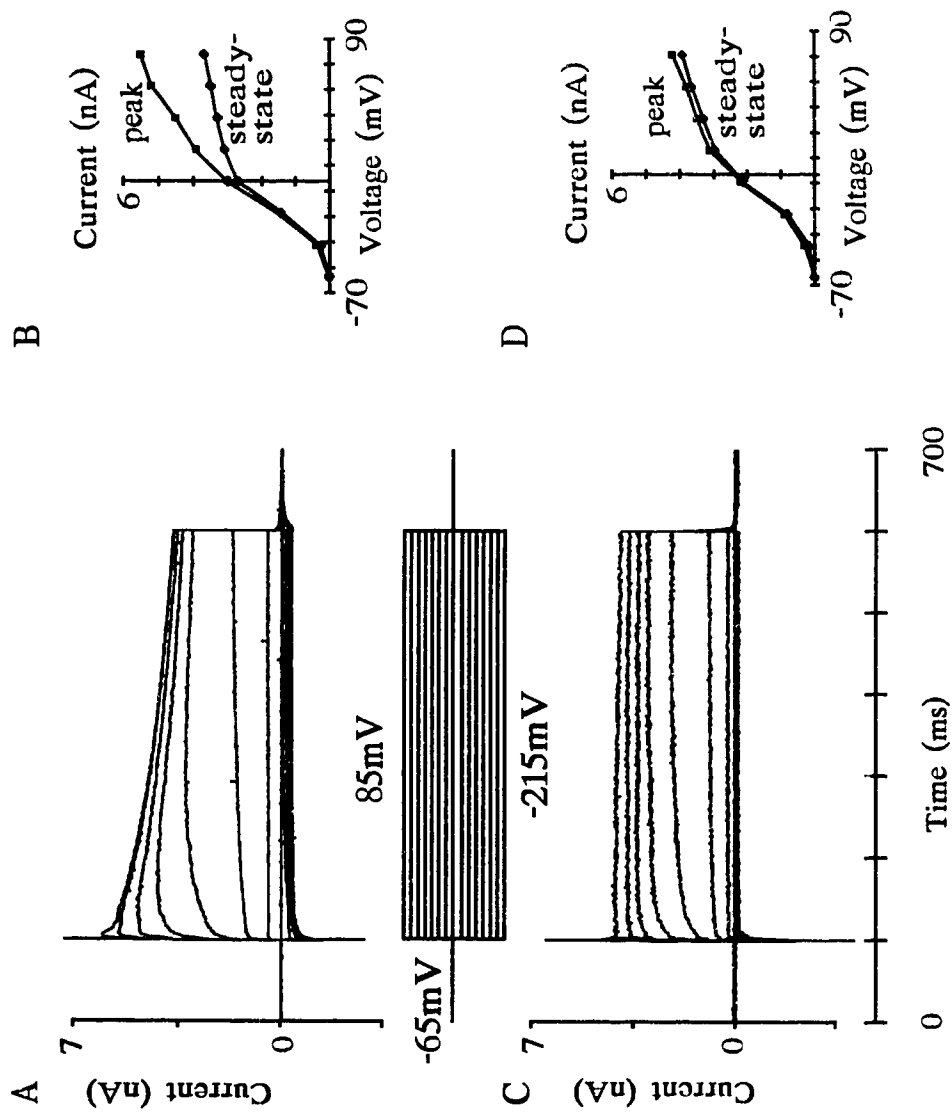 A
Current (nA)
7
0
85mV
-65mV
-215mV
C
Current (nA)
7
0
0
700
Time (ms)
B
Current (nA)
6
peak
steady-
state
-70
90
Voltage (mV)
D
Current (nA)
6
peak
steady-
state
-70
90
Voltage (mV)